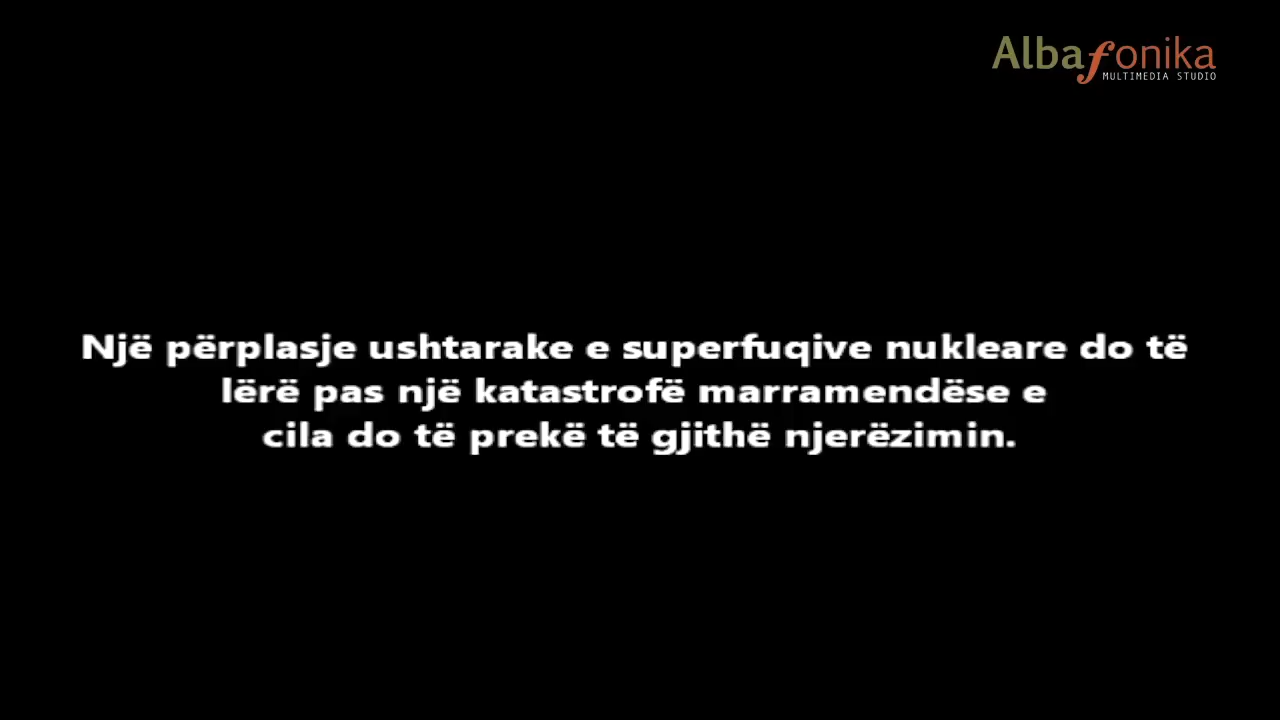 Albafonika
MULTIMEDIA STUDIO
Një përplasje ushtarake e superfuqive nukleare do të
lërë pas një katastrofë marramendëse e
cila do të prekë të gjithë njerëzimin.